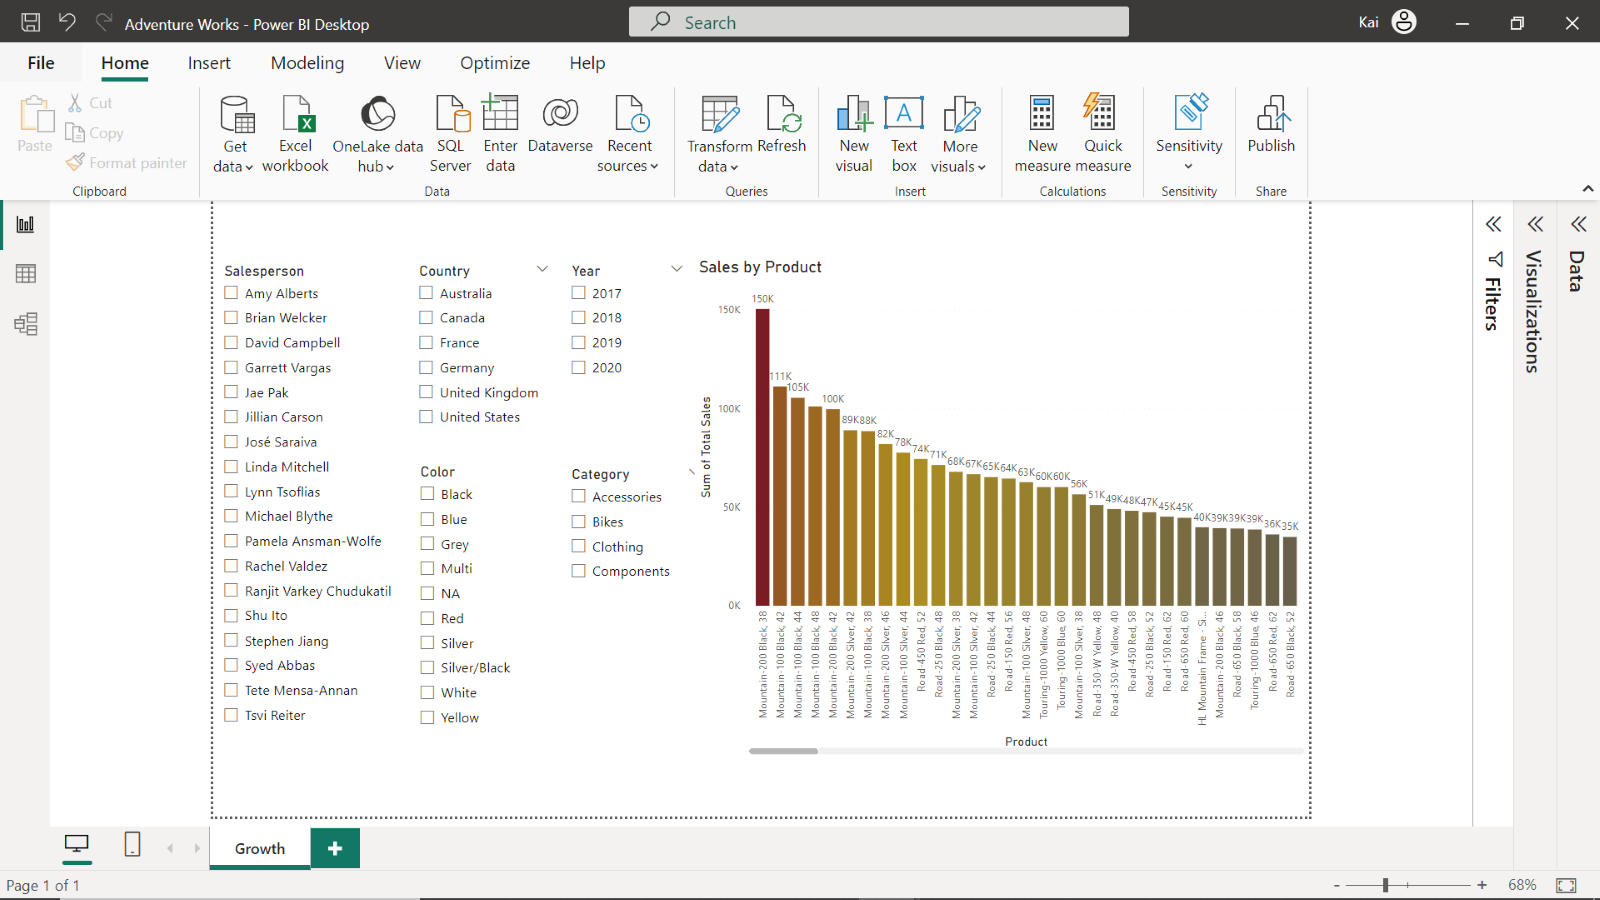 Adventure Works - Power BI Desktop
Search
Kai
File
Home
Insert
Modeling
View
Optimize
Help
Paste
Cut
Copy
Format painter
Clipboard
Get data
Excel workbook
OneLake data hub
SQL Server
Enter data
Dataverse
Recent sources
Data
Transform data
Refresh
Queries
New visual
Text box
More visuals
Insert
New measure
Quick measure
Calculations
Sensitivity
Sensitivity
Publish
Share
Salesperson
Amy Alberts
Brian Welcker
David Campbell
Garrett Vargas
Jae Pak
Jillian Carson
José Saraiva
Linda Mitchell
Lynn Tsoflias
Michael Blythe
Pamela Ansman-Wolfe
Rachel Valdez
Ranjit Varkey Chudukatil
Shu Ito
Stephen Jiang
Syed Abbas
Tete Mensa-Annan
Tsvi Reiter
Country
Australia
Canada
France
Germany
United Kingdom
United States
Year
2017
2018
2019
2020
Color
Black
Blue
Grey
Multi
NA
Red
Silver
Silver/Black
White
Yellow
Category
Accessories
Bikes
Clothing
Components
Sales by Product
Sum of Total Sales
150K
100K
50K
0K
150K
111K
105K
100K
89K
88K
82K
78K
74K
71K
68K
67K
65K
64K
63K
60K
60K
56K
51K
49K
48K
47K
45K
45K
40K
39K
39K
39K
36K
35K
Mountain-200 Black, 38
Mountain-200 Black, 42
Mountain-100 Black, 44
Mountain-100 Black, 48
Mountain-100 Black, 42
Mountain-200 Silver, 42
Mountain-100 Black, 38
Mountain-200 Silver, 46
Mountain-100 Silver, 44
Road-450 Red, 52
Road-250 Black, 48
Mountain-200 Silver, 38
Mountain-100 Silver, 42
Road-250 Black, 44
Road-150 Red, 56
Mountain-100 Silver, 48
Touring-1000 Yellow, 60
Touring-1000 Blue, 60
Mountain-100 Silver, 38
Road-350-W Yellow, 48
Road-350-W Yellow, 40
Road-450 Red, 58
Road-250 Black, 52
Road-150 Red, 62
Road-650 Red, 60
HL Mountain Frame - Si...
Mountain-200 Black, 46
Road-650 Black, 58
Touring-1000 Blue, 46
Road-650 Red, 62
Road-650 Black, 52
Product
Filters
Visualizations
Data
Growth
Page 1 of 1
68%